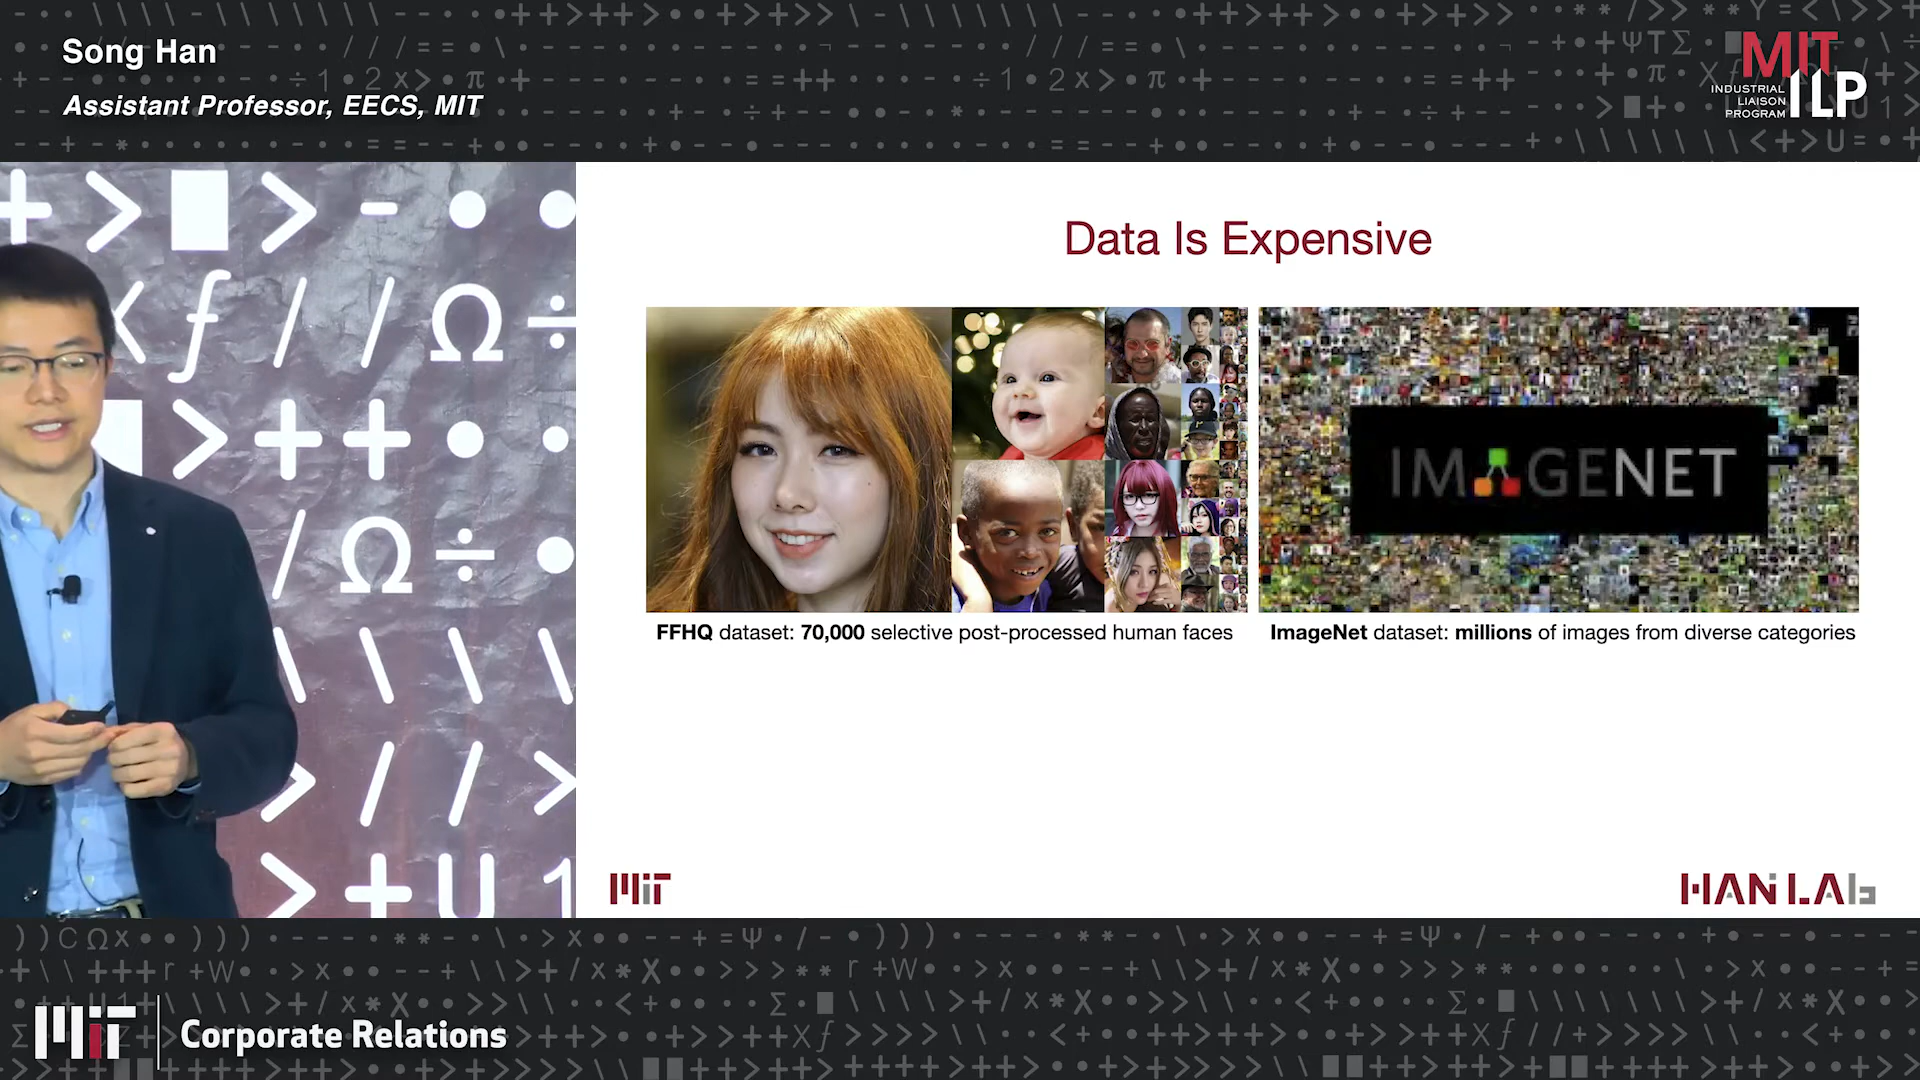 Song Han
Assistant Professor, EECS, MIT
MIT
ILP
INDUSTRIAL
LIAISON
PROGRAM
Data Is Expensive
IMAGENET
FFHQ dataset: 70,000 selective post-processed human faces
ImageNet dataset: millions of images from diverse categories
MIT
HAN LAb
MIT
Corporate Relations